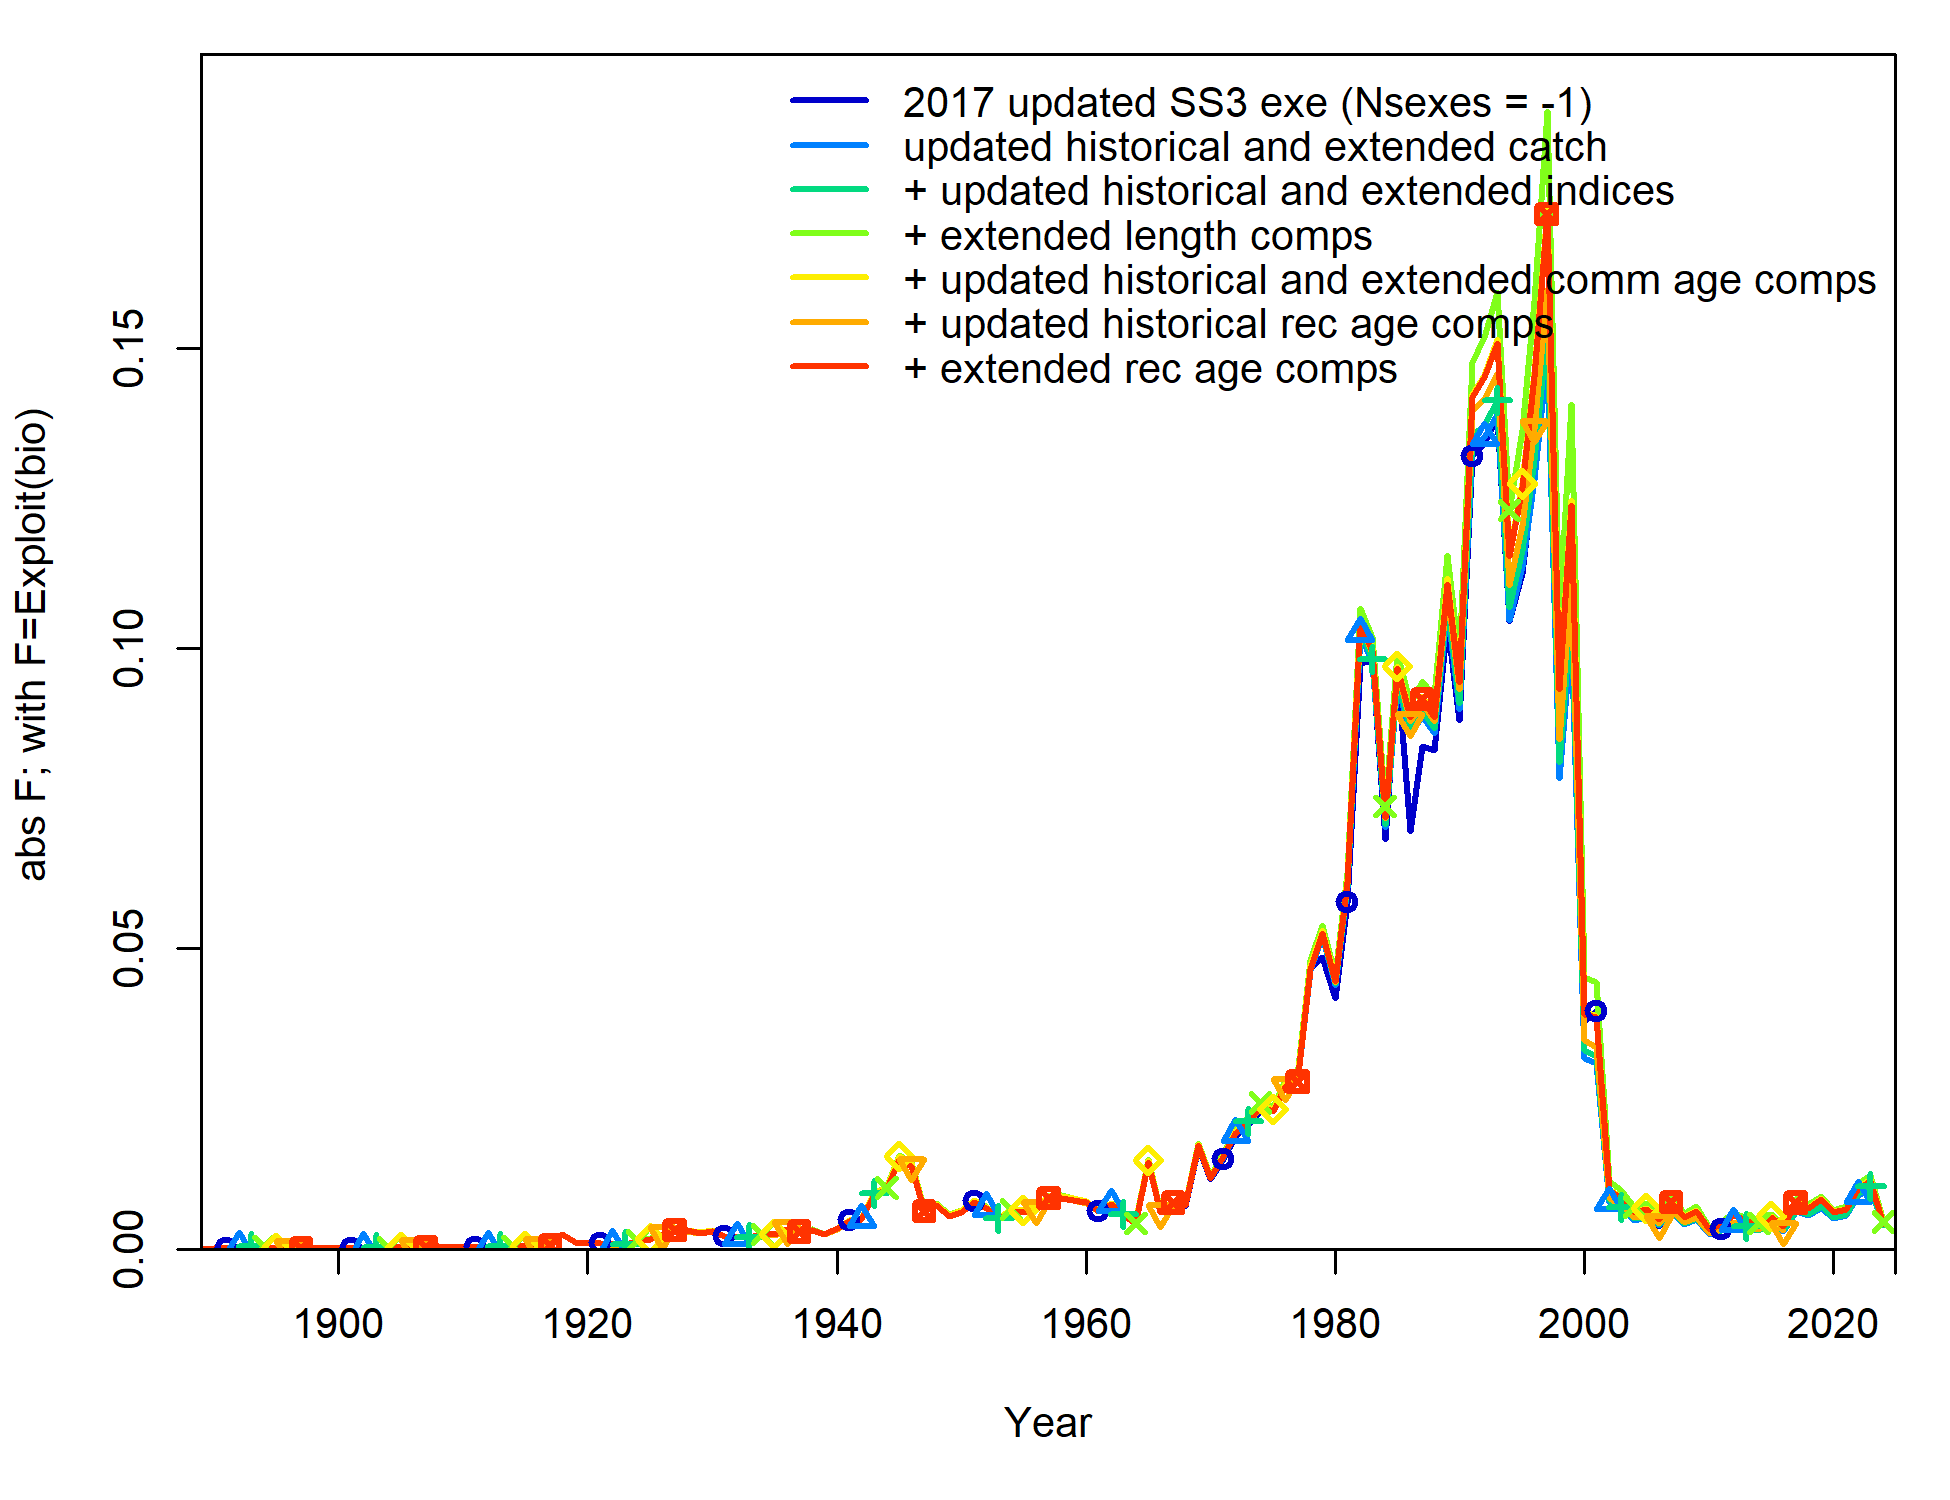 2017 updated SS3 exe (Nsexes = -1)
updated historical and extended catch
+ updated historical and extended indices
+ extended length comps
+ updated historical and extended comm age comps
+ updated historical rec age comps
+ extended rec age comps
abs F; with F=Exploit(bio)
0.15
0.10
0.05
0.00
1900 1920 1940 1960 1980 2000 2020
Year